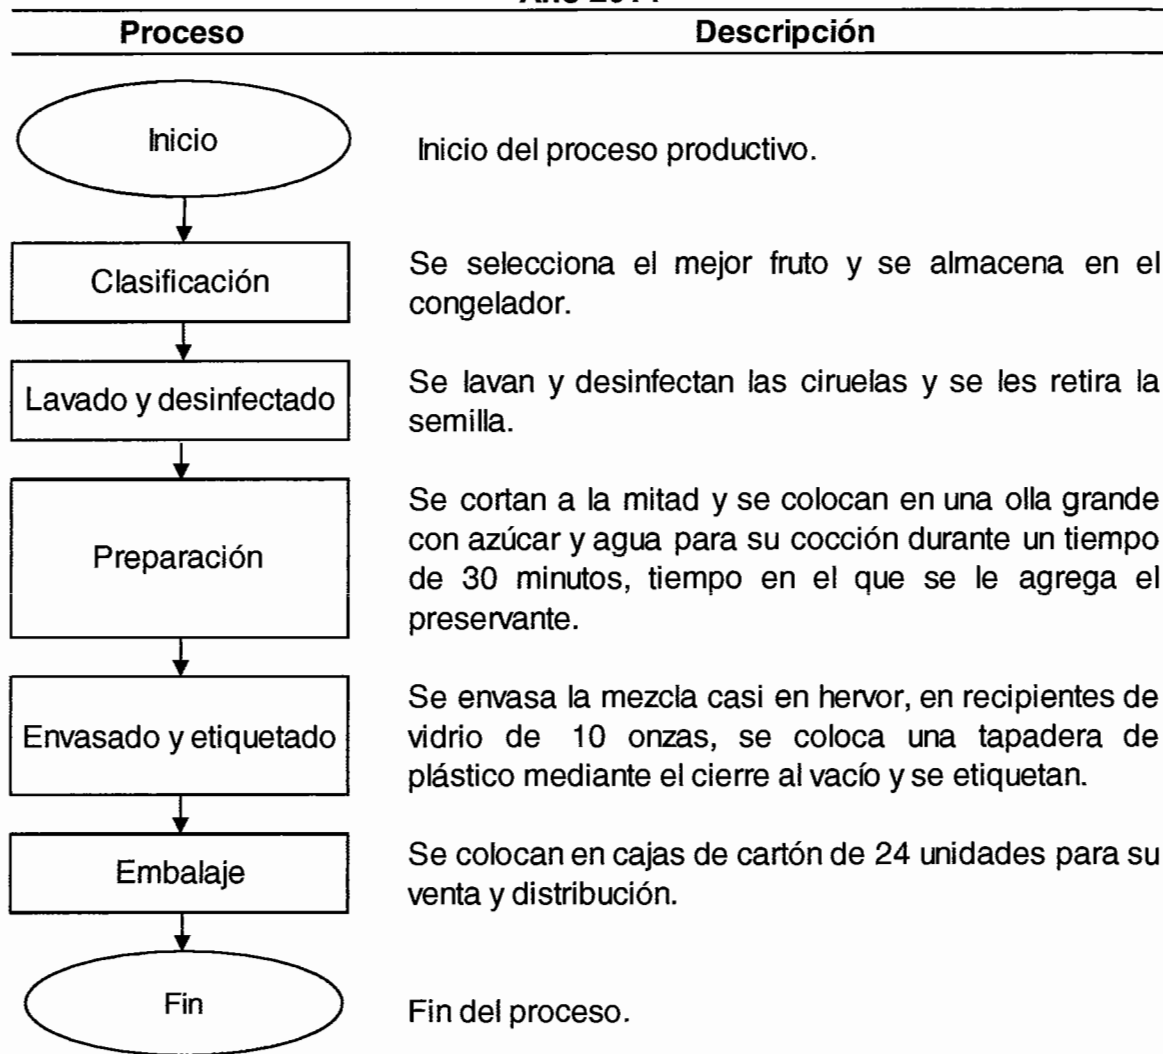 Proceso Descripción
Inicio
Inicio del proceso productivo.
Clasificación
Se selecciona el mejor fruto y se almacena en el
congelador.
Lavado y desinfectado
Se lavan y desinfectan las ciruelas y se les retira la
semilla.
Preparación
Se cortan a la mitad y se colocan en una olla grande
con azúcar y agua para su cocción durante un tiempo
de 30 minutos, tiempo en el que se le agrega el
preservante.
Envasado y etiquetado
Se envasa la mezcla casi en hervor, en recipientes de
vidrio de 10 onzas, se coloca una tapadera de
plástico mediante el cierre al vacío y se etiquetan.
Embalaje
Se colocan en cajas de cartón de 24 unidades para su
venta y distribución.
Fin
Fin del proceso.